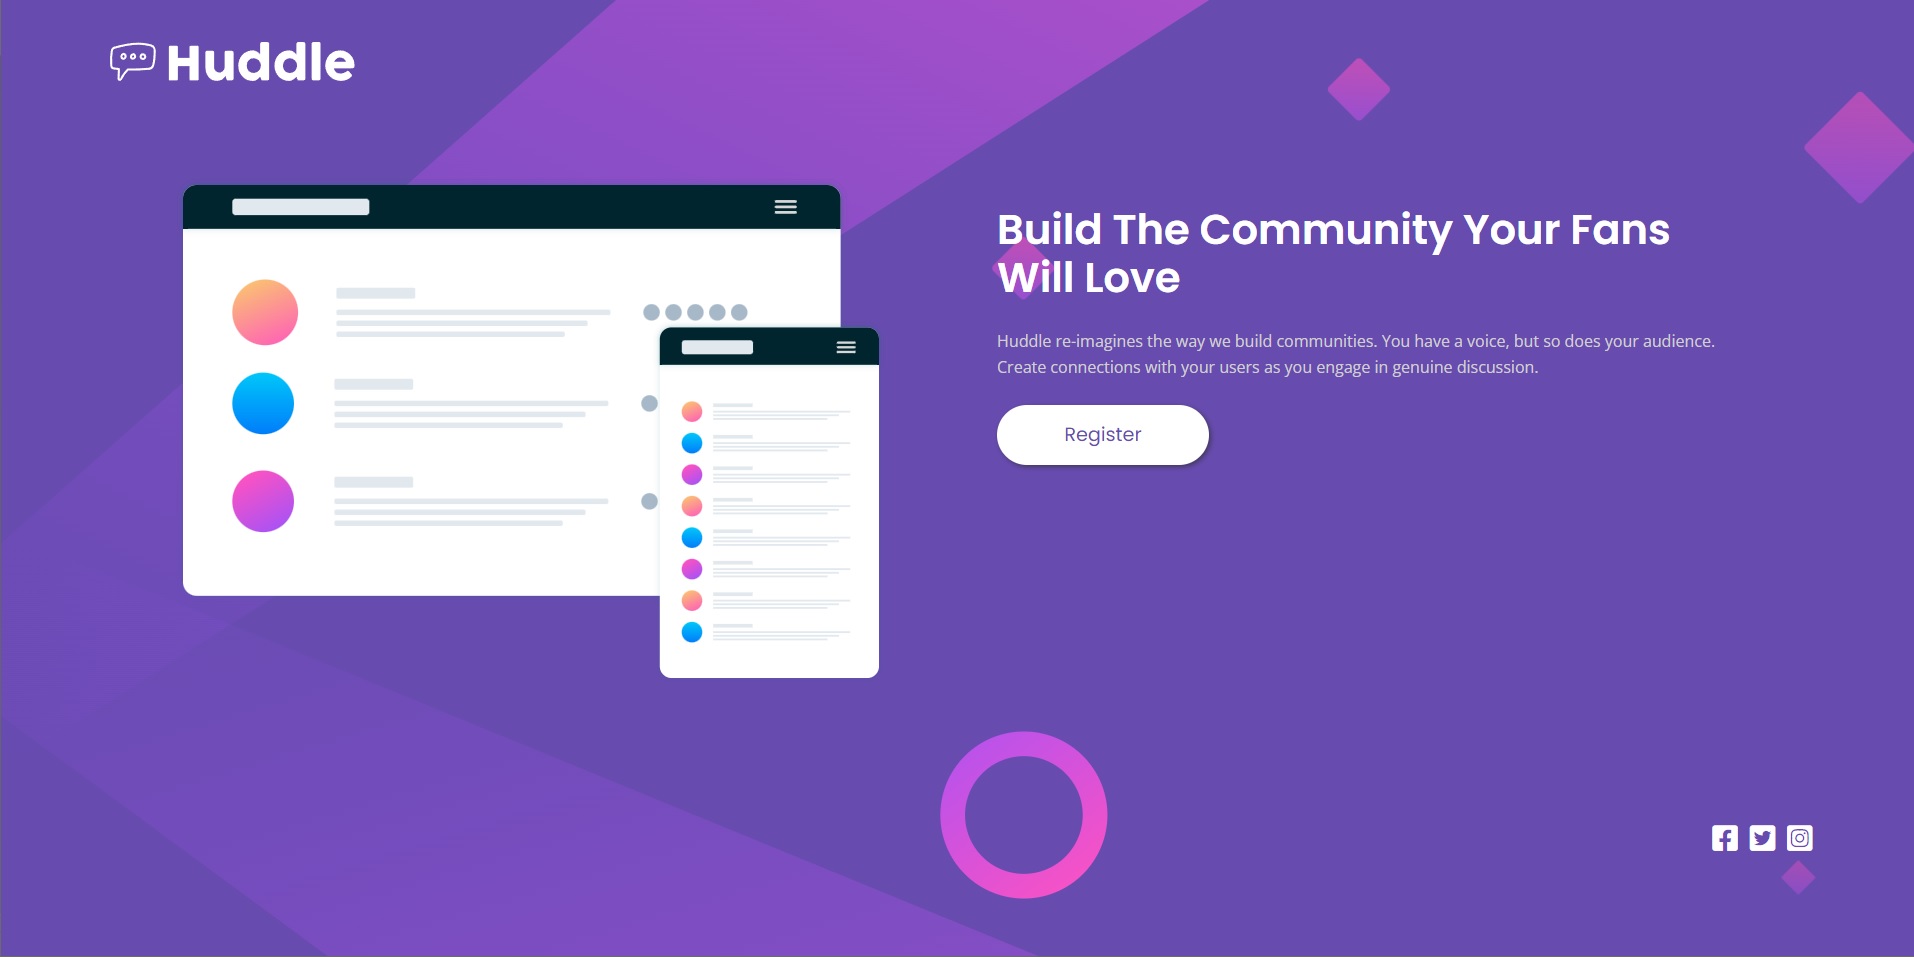 Huddle
Build The Community Your Fans
Will Love
Huddle re-imagines the way we build communities. You have a voice, but so does your audience.
Create connections with your users as you engage in genuine discussion.
Register